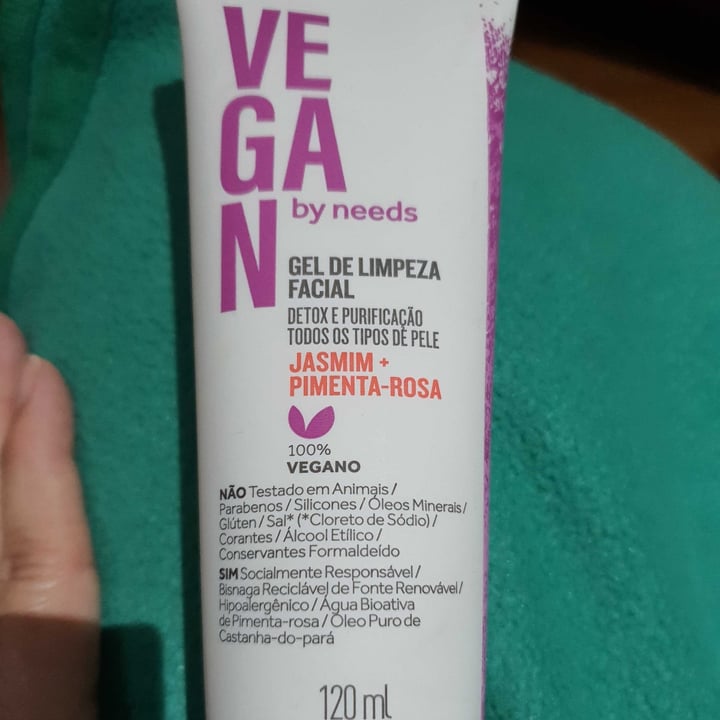 VE
GA
N
by needs
GEL DE LIMPEZA
FACIAL
DETOX E PURIFICAÇÃO
TODOS OS TIPOS DE PELE
JASMIM +
PIMENTA-ROSA
100%
VEGANO
NÃO Testado em Animais /
Parabenos / Silicones / Óleos Minerais/
Glúten / Sal* (*Cloreto de Sódio) /
Corantes / Álcool Etílico /
Conservantes Formaldeído
SIM Socialmente Responsável /
Bisnaga Reciclável de Fonte Renovável/
Hipoalergênico / Água Bioativa
de Pimenta-rosa / Óleo Puro de
Castanha-do-pará
120 ml